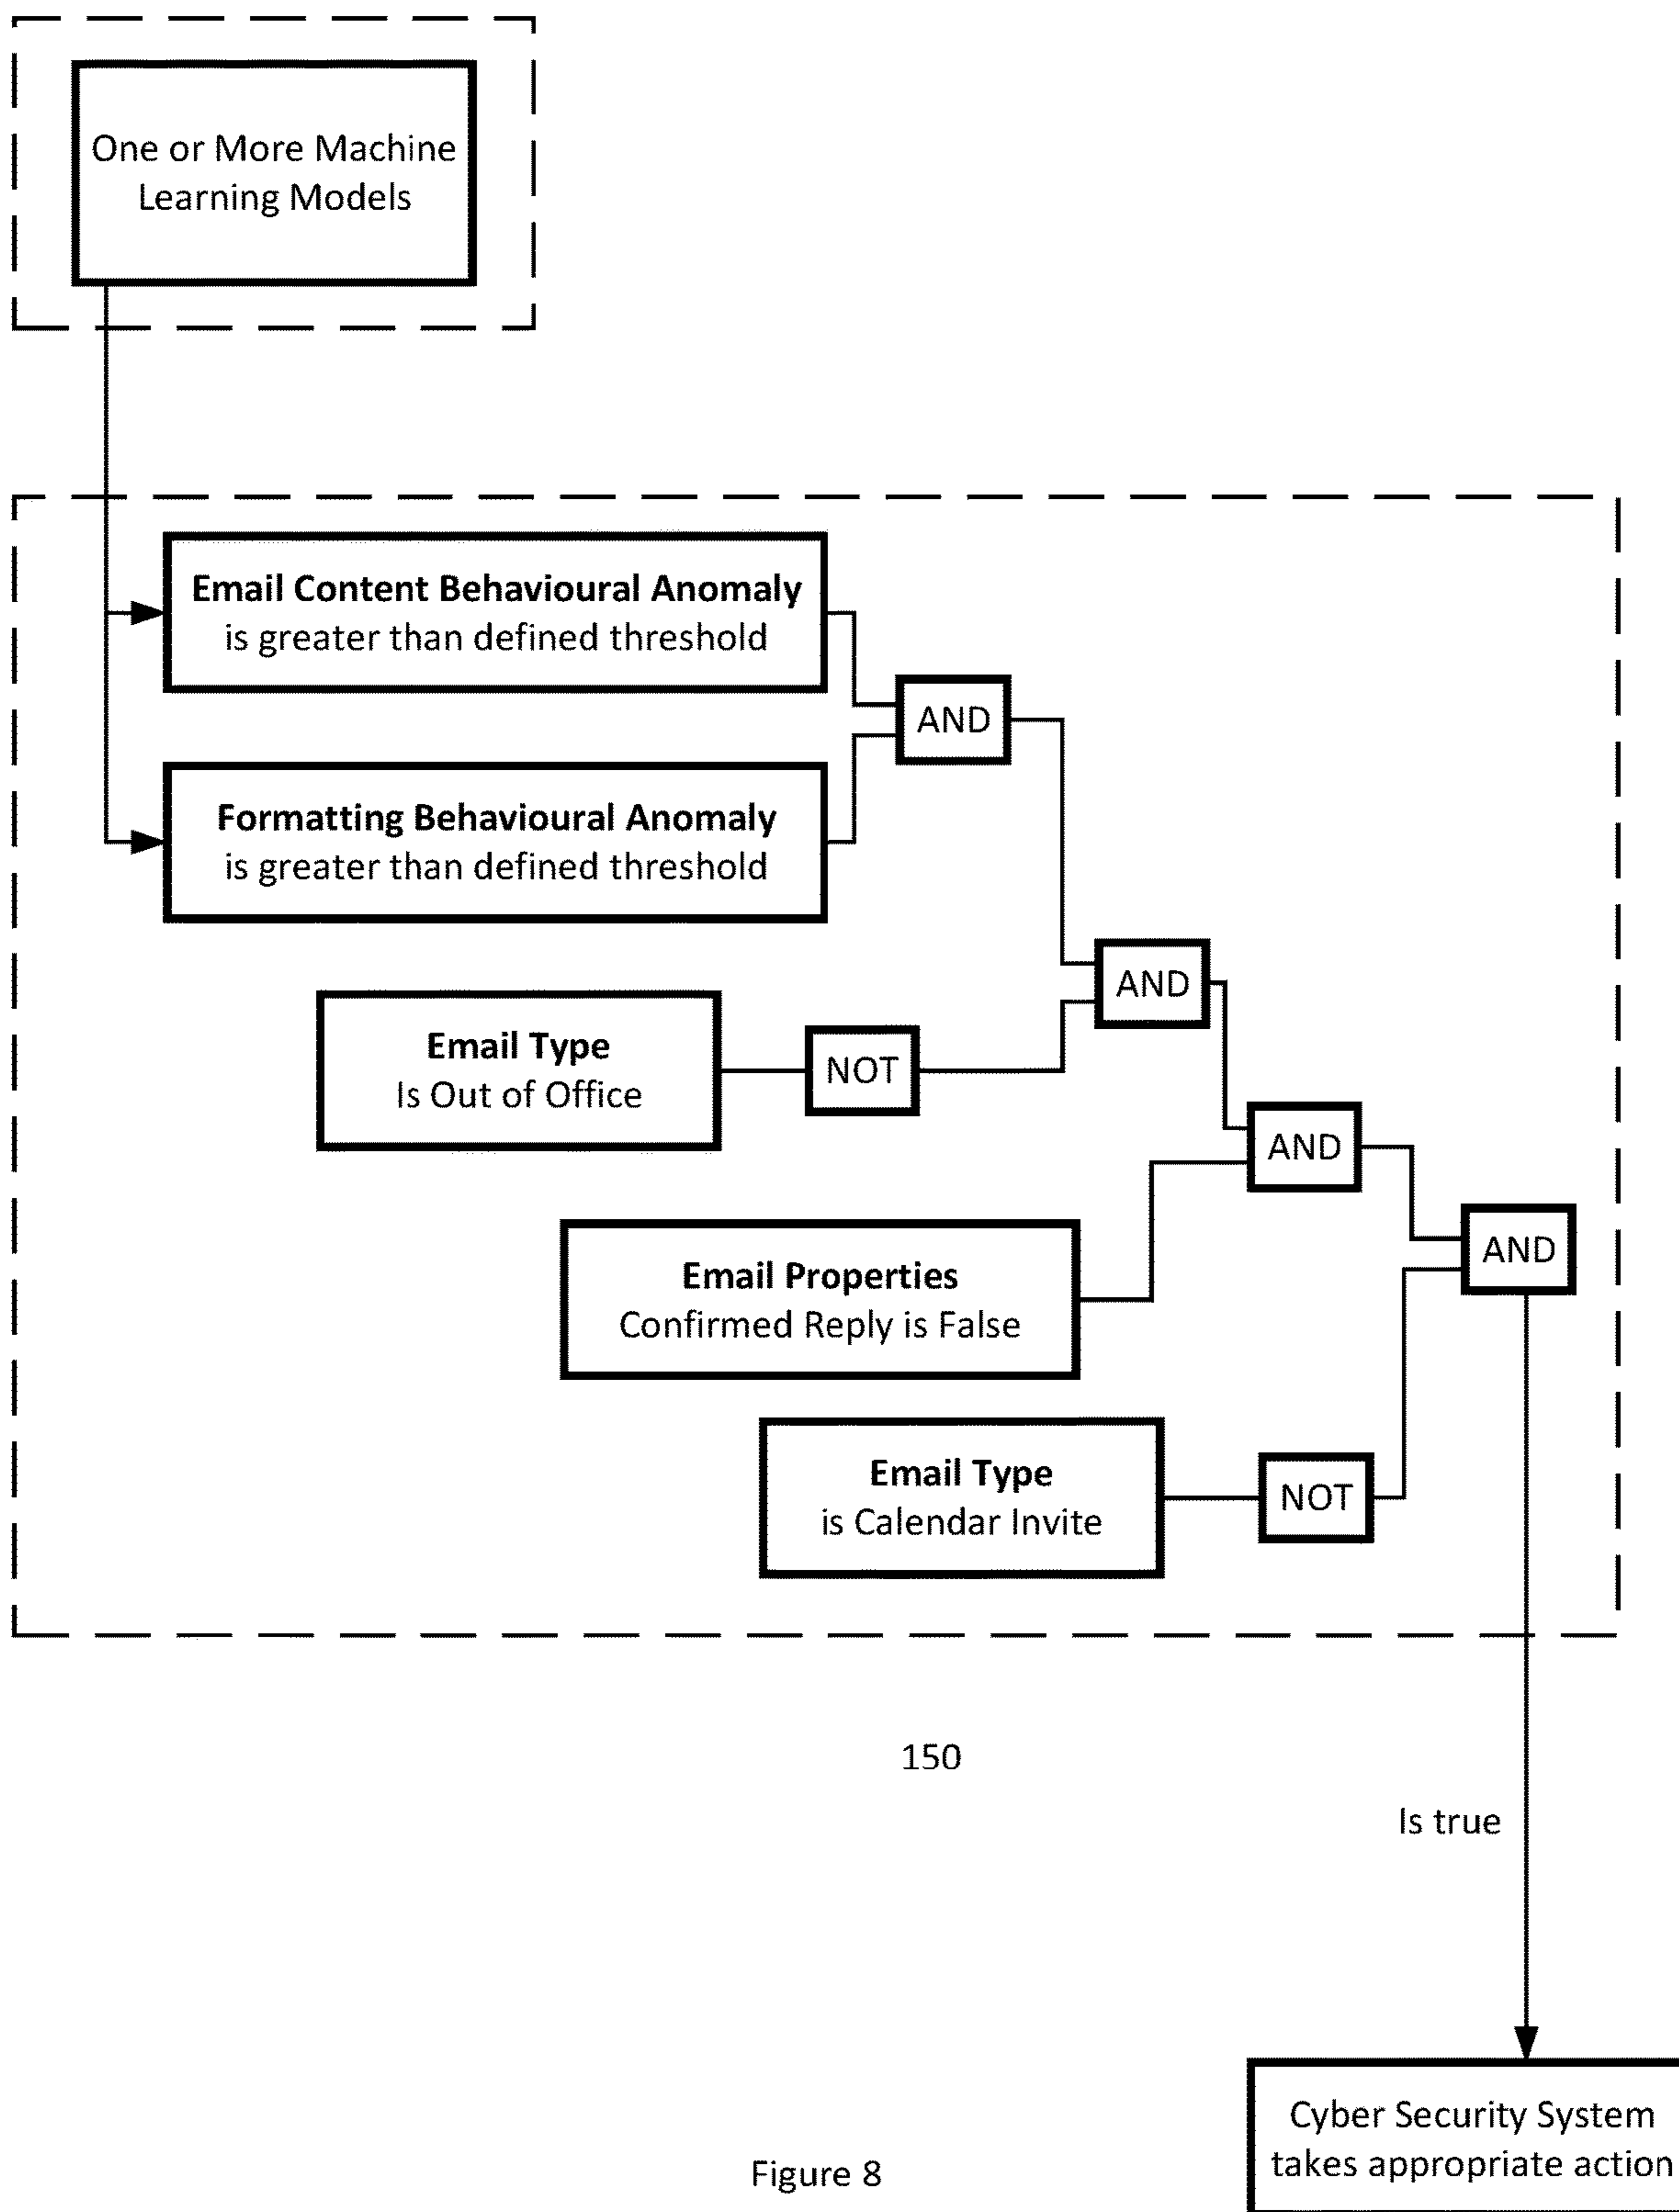 One or More Machine
Learning Models
Email Content Behavioural Anomaly
is greater than defined threshold
AND
Formatting Behavioural Anomaly
is greater than defined threshold
AND
Email Type
Is Out of Office
NOT
AND
Email Properties
Confirmed Reply is False
AND
Email Type
is Calendar Invite
NOT
150
Is true
Cyber Security System
takes appropriate action
Figure 8